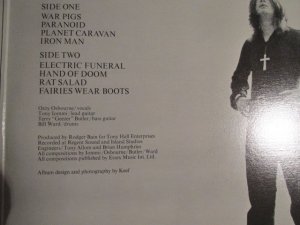 SIDE ONE
WAR PIGS
PARANOID
PLANET CARAVAN
IRON MAN
SIDE TWO
ELECTRIC FUNERAL
HAND OF DOOM
RAT SALAD
FAIRIES WEAR BOOTS
Ozzy Osbourne/vocals
Tony Iommi/lead guitar
Terry "Geezer" Butler/bass guitar
Bill Ward/drums
Produced by Rodger Bain for Tony Hall Enterprises
Recorded at Regent Sound and Island Studios
Engineers/Tony Allom and Brian Humphries
All compositions by Iommi/Osbourne/Butler/Ward
All compositions published by Essex Music Int. Ltd.
Album design and photography by Keef